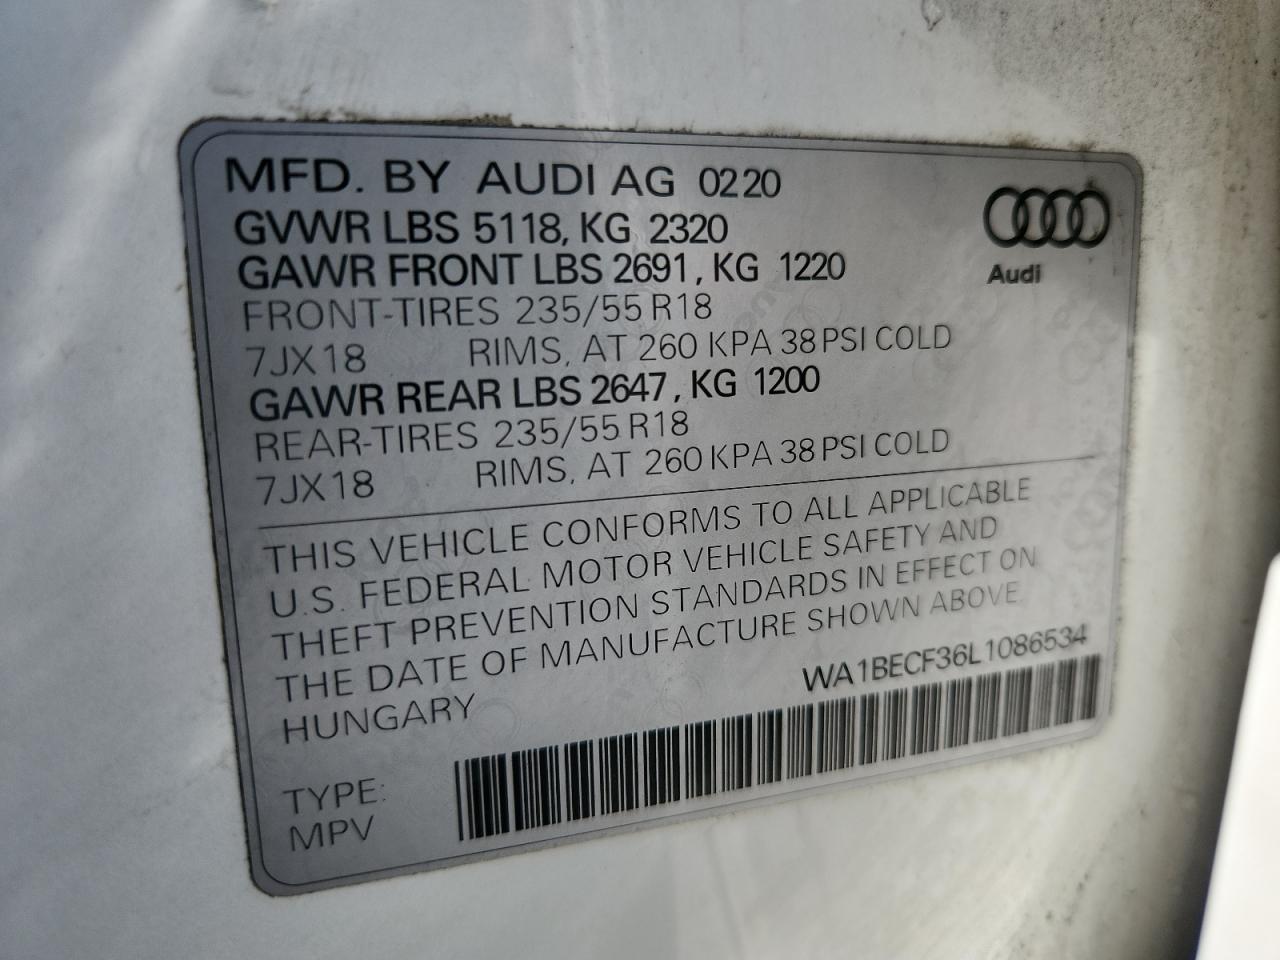 MFD. BY AUDI AG 0220
GVWR LBS 5118, KG 2320
GAWR FRONT LBS 2691, KG 1220
FRONT-TIRES 235/55 R18
7JX18 RIMS, AT 260 KPA 38 PSI COLD
GAWR REAR LBS 2647, KG 1200
REAR-TIRES 235/55 R18
7JX18 RIMS, AT 260 KPA 38 PSI COLD
Audi
THIS VEHICLE CONFORMS TO ALL APPLICABLE
U.S. FEDERAL MOTOR VEHICLE SAFETY AND
THEFT PREVENTION STANDARDS IN EFFECT ON
THE DATE OF MANUFACTURE SHOWN ABOVE
HUNGARY
WA1BECF36L1086534
TYPE:
MPV